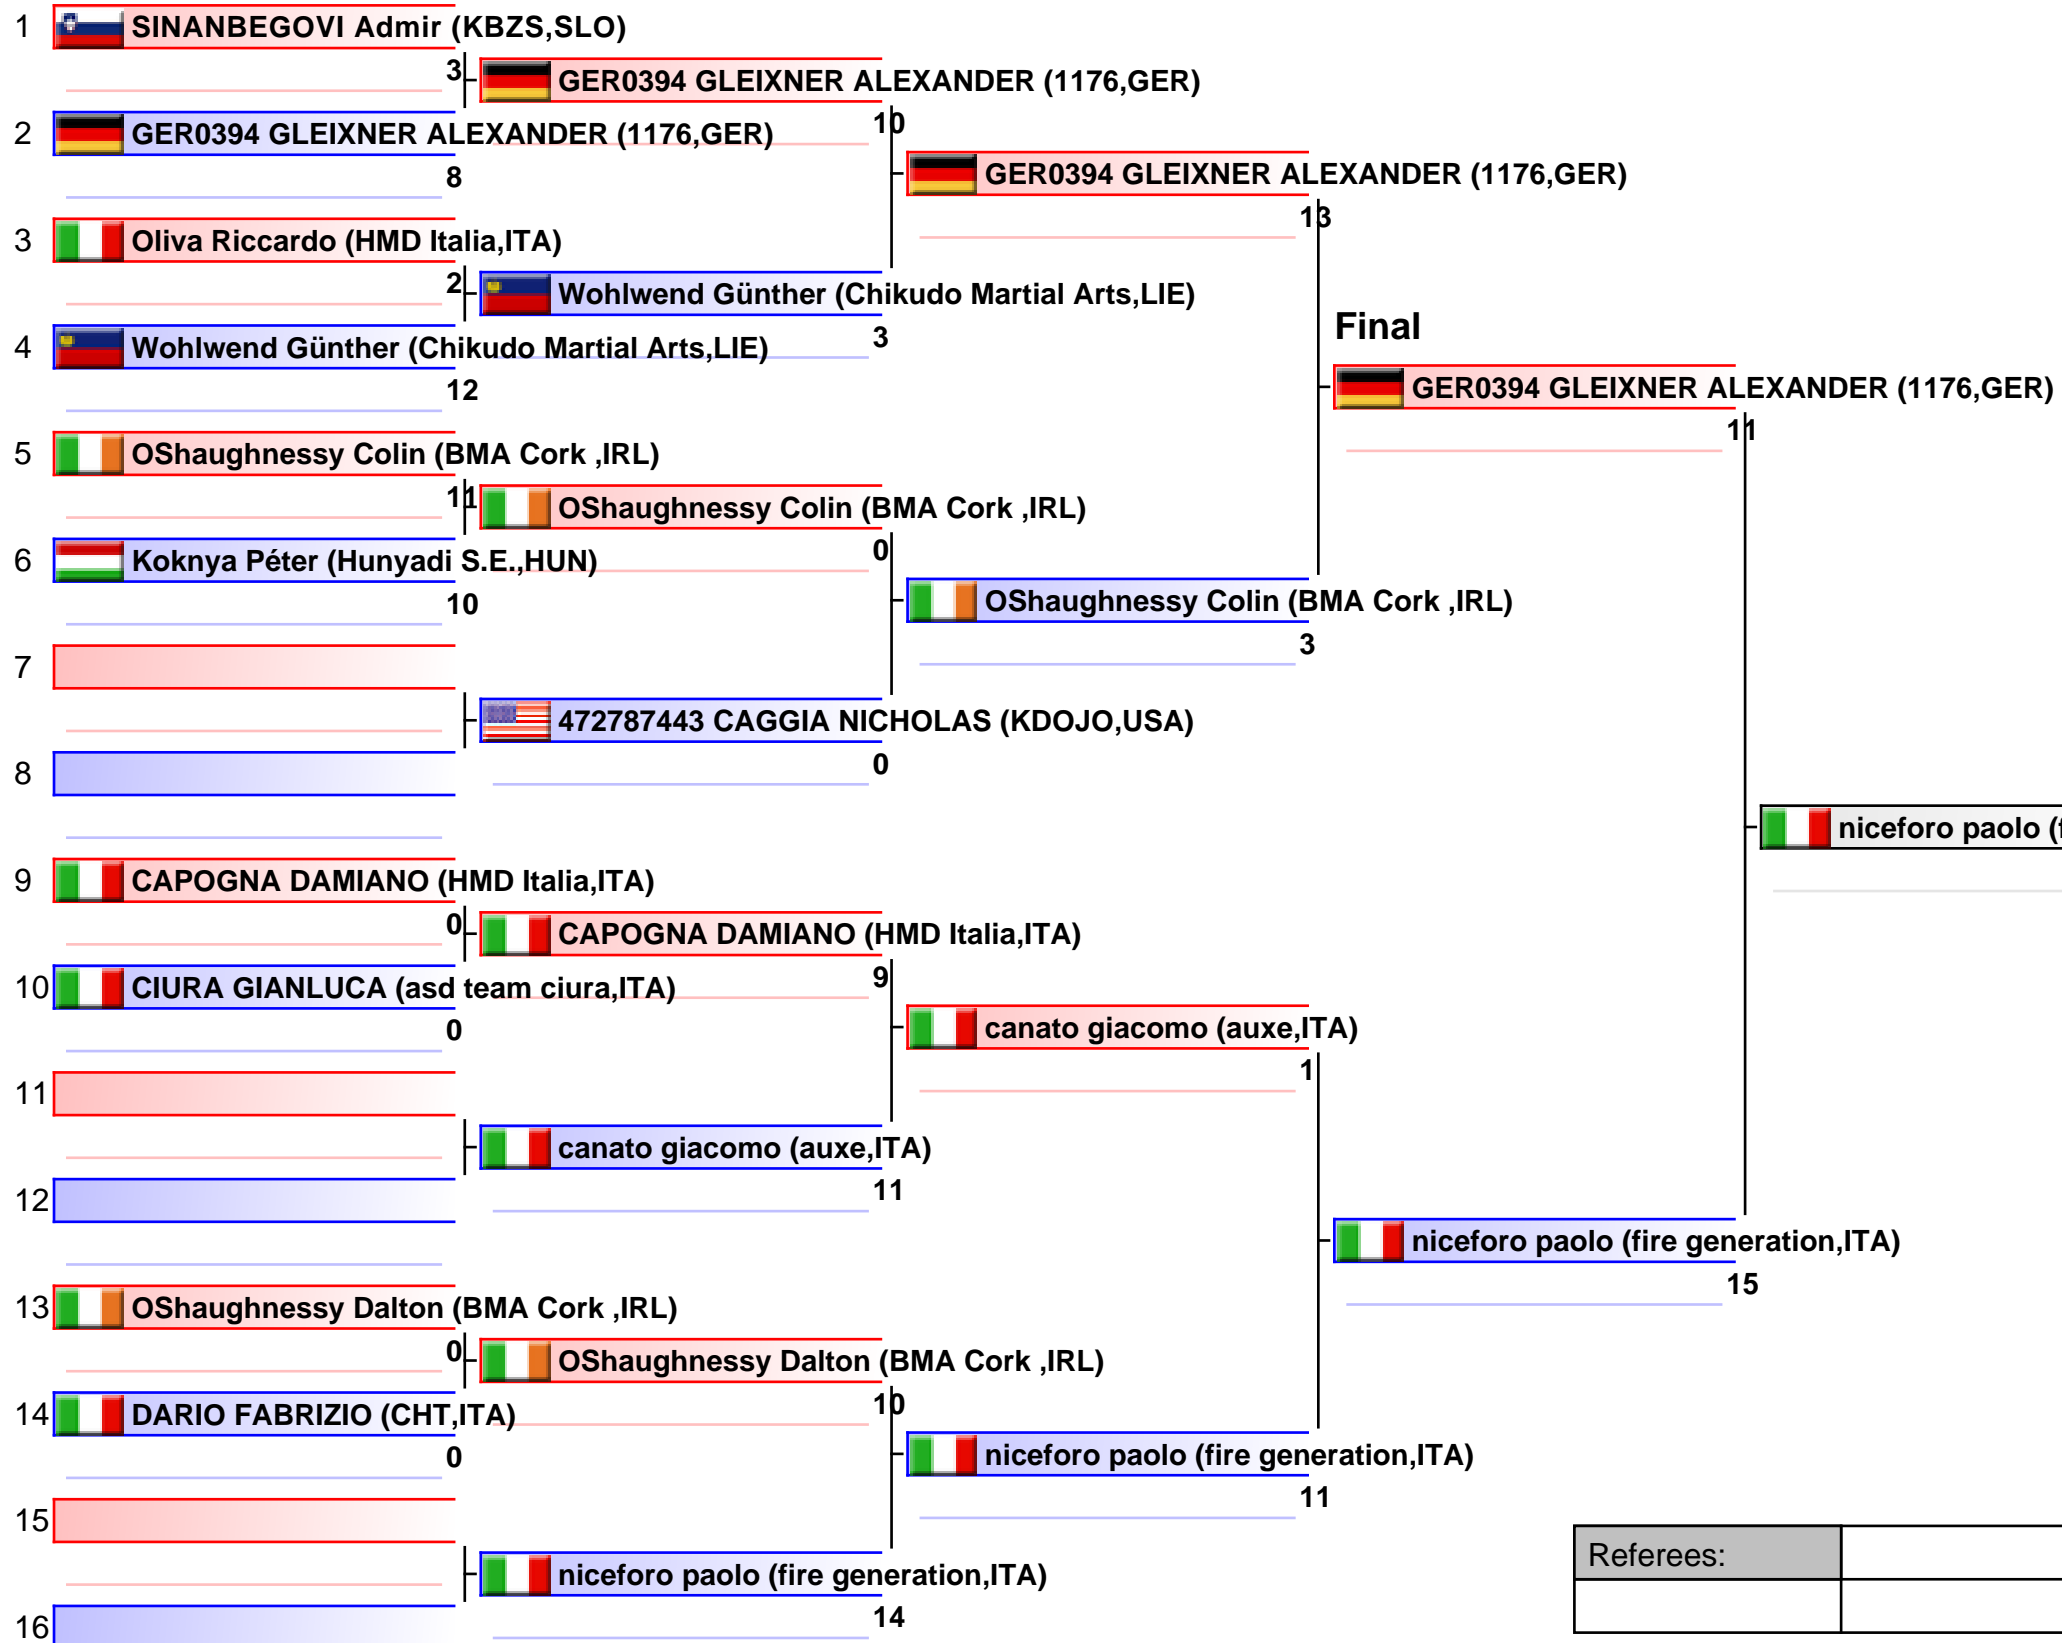 1 SINANBEGOVI Admir (KBZS,SLO)
3 GER0394 GLEIXNER ALEXANDER (1176,GER)
10
2 GER0394 GLEIXNER ALEXANDER (1176,GER)
8
GER0394 GLEIXNER ALEXANDER (1176,GER)
13
3 Oliva Riccardo (HMD Italia,ITA)
2 Wohlwend Günther (Chikudo Martial Arts,LIE)
3
4 Wohlwend Günther (Chikudo Martial Arts,LIE)
12
Final
GER0394 GLEIXNER ALEXANDER (1176,GER)
11
5 OShaughnessy Colin (BMA Cork ,IRL)
11 OShaughnessy Colin (BMA Cork ,IRL)
0
6 Koknya Péter (Hunyadi S.E.,HUN)
10
OShaughnessy Colin (BMA Cork ,IRL)
3
7
472787443 CAGGIA NICHOLAS (KDOJO,USA)
0
8
niceforo paolo (
9 CAPOGNA DAMIANO (HMD Italia,ITA)
0 CAPOGNA DAMIANO (HMD Italia,ITA)
9
10 CIURA GIANLUCA (asd team ciura,ITA)
0
canato giacomo (auxe,ITA)
1
11
canato giacomo (auxe,ITA)
11
12
niceforo paolo (fire generation,ITA)
15
13 OShaughnessy Dalton (BMA Cork ,IRL)
0 OShaughnessy Dalton (BMA Cork ,IRL)
10
14 DARIO FABRIZIO (CHT,ITA)
0
niceforo paolo (fire generation,ITA)
11
15
niceforo paolo (fire generation,ITA)
14
16
Referees: